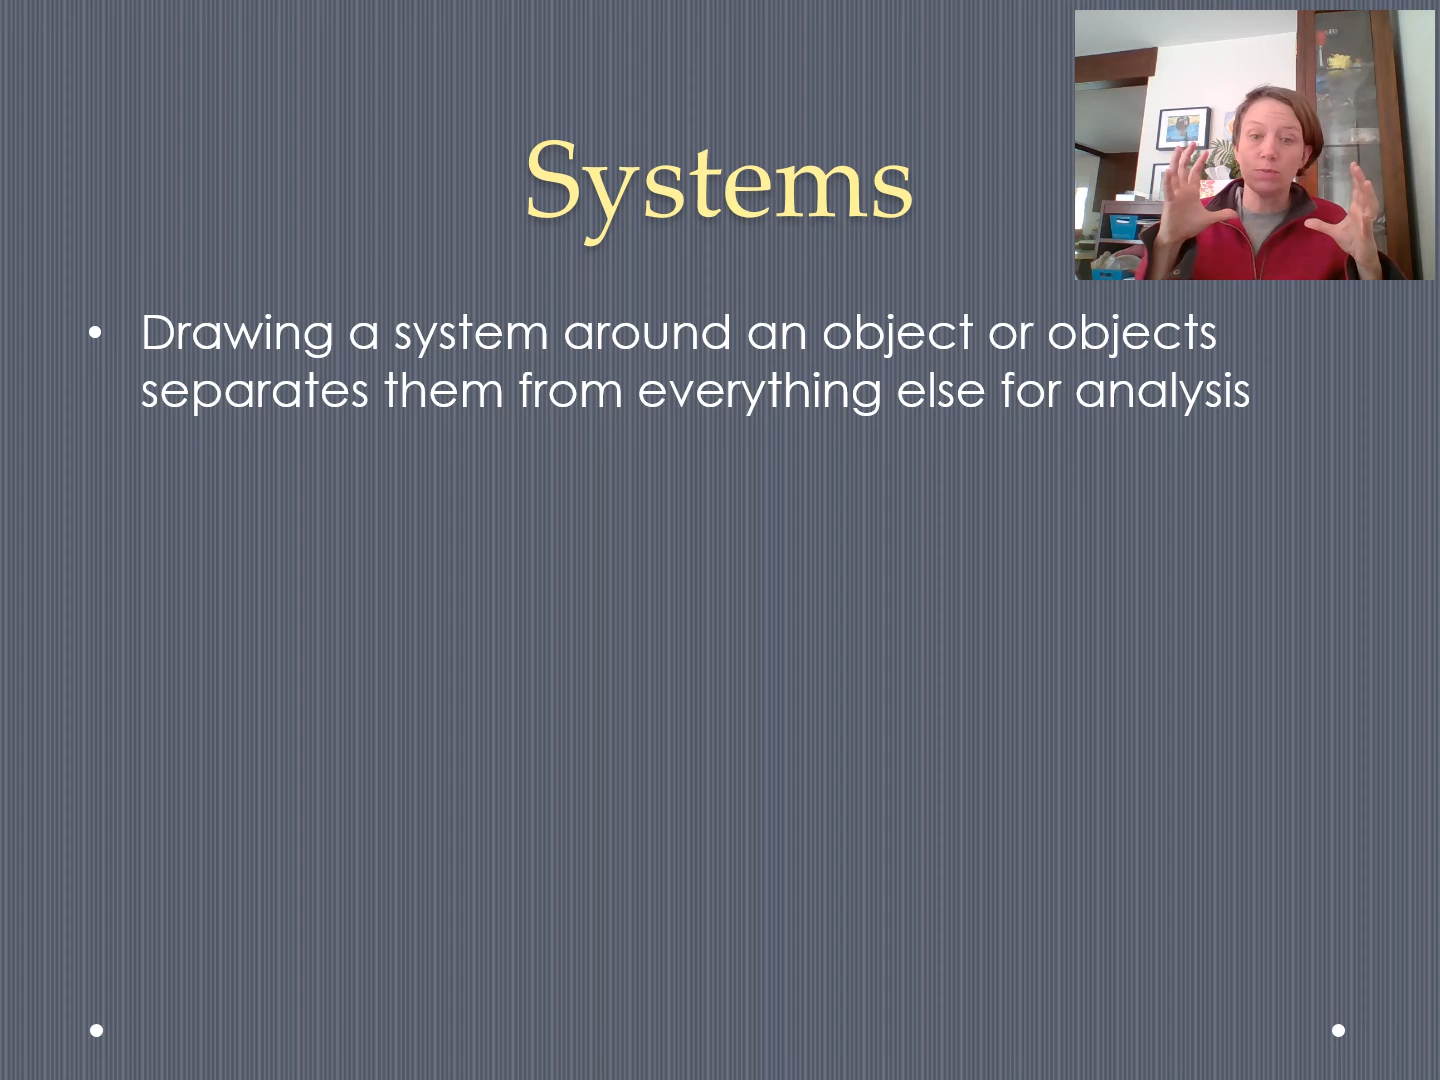 Systems
• Drawing a system around an object or objects
separates them from everything else for analysis